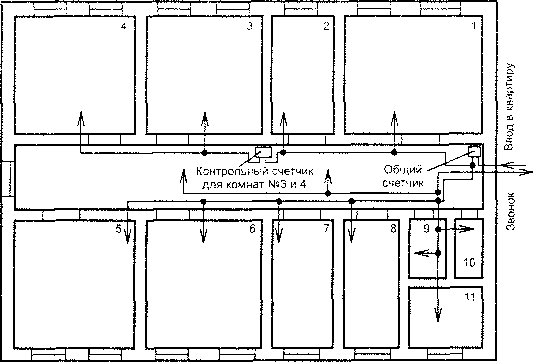 4
3
2
1
Ввод в квартиру
Контрольный счетчик
для комнат №3 и 4
Общий
счетчик
Звонок
5
6
7
8
9
10
11